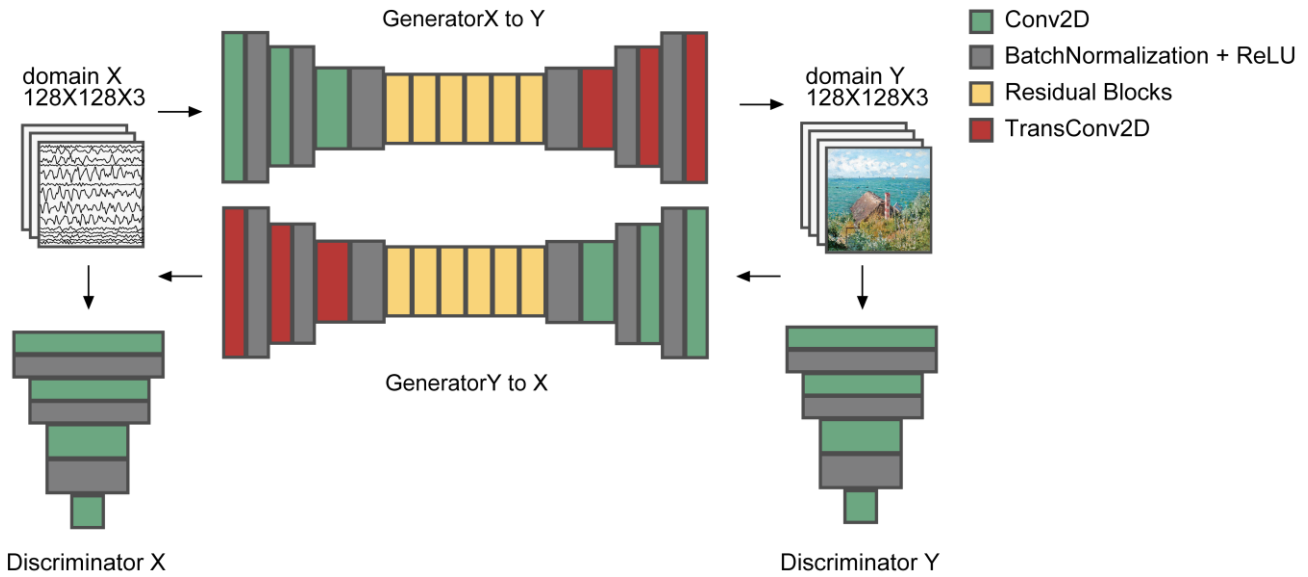 GeneratorX to Y
Conv2D
BatchNormalization + ReLU
Residual Blocks
TransConv2D
domain X
128X128X3
domain Y
128X128X3
GeneratorY to X
Discriminator X
Discriminator Y